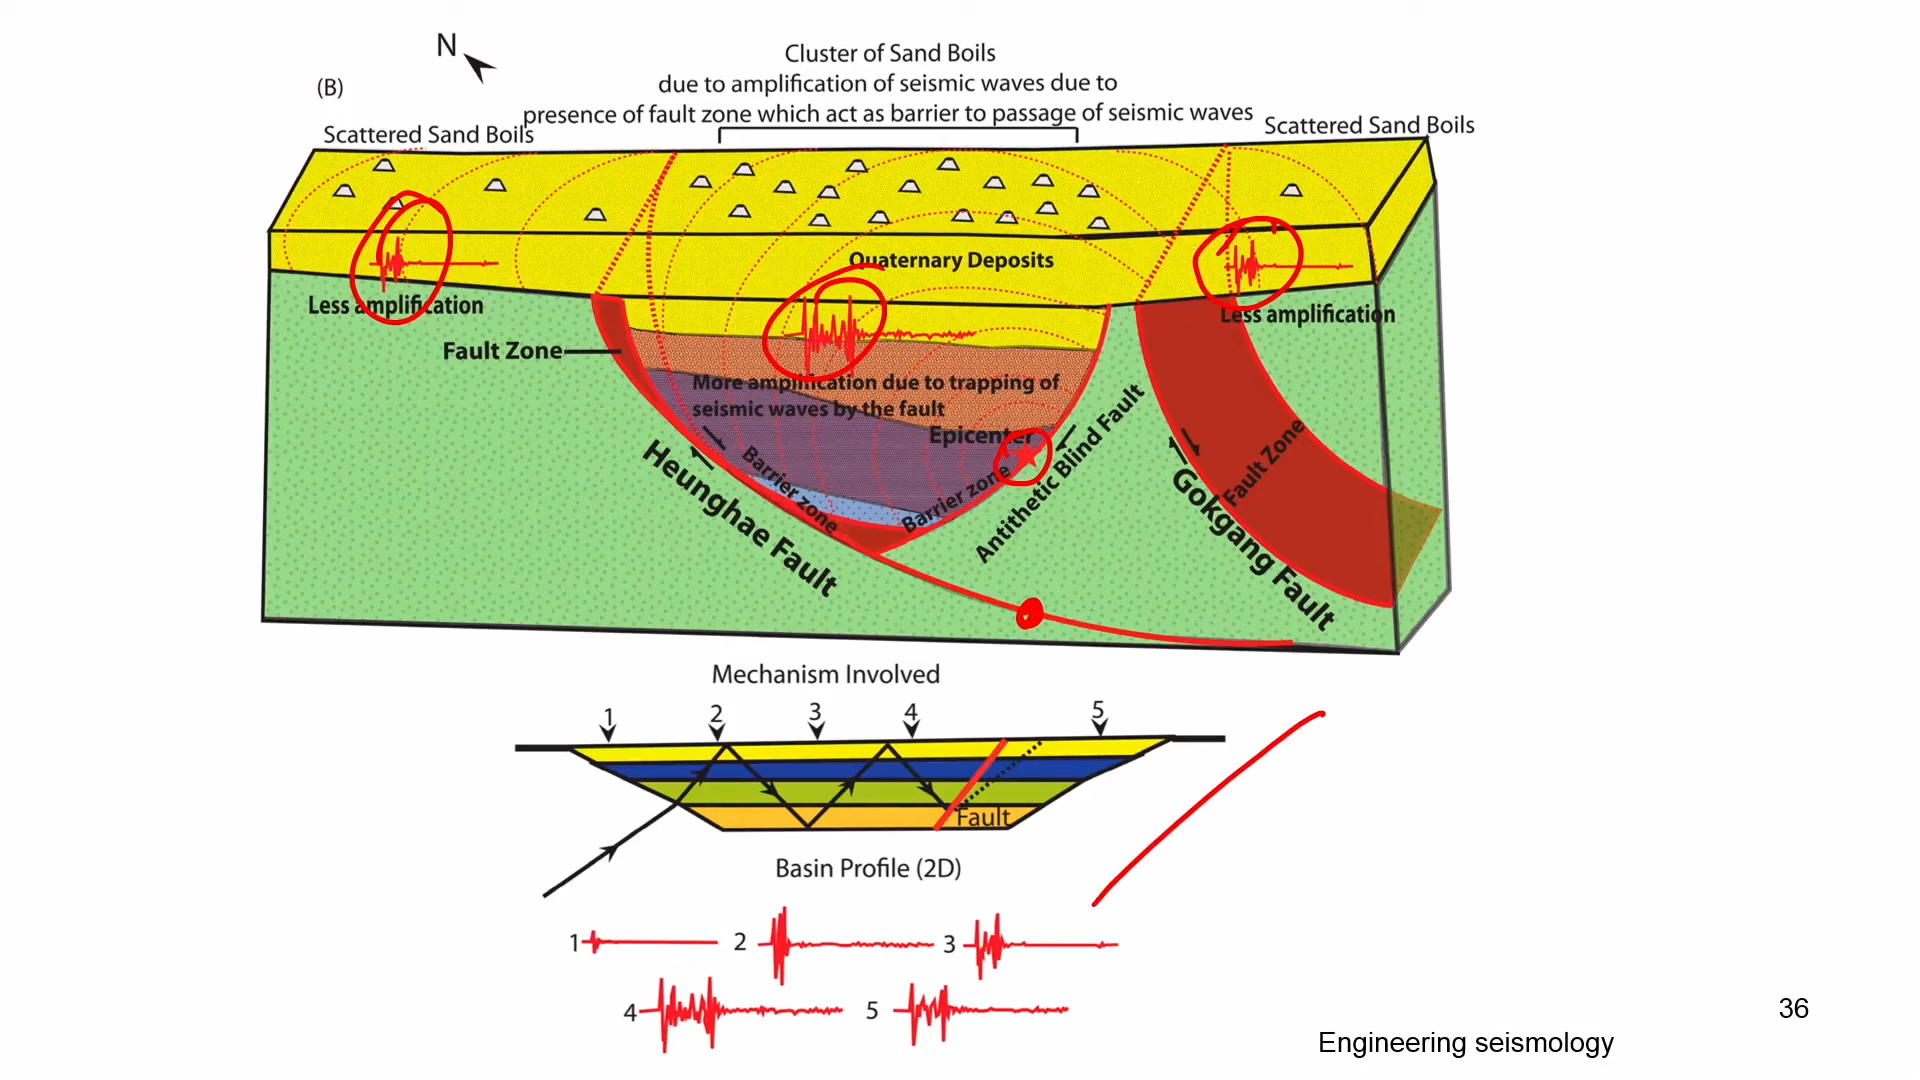 N
(B)
Cluster of Sand Boils
due to amplification of seismic waves due to
presence of fault zone which act as barrier to passage of seismic waves
Scattered Sand Boils
Scattered Sand Boils
Quaternary Deposits
Less amplification
Less amplification
Fault Zone
More amplification due to trapping of
seismic waves by the fault
Epicenter
Barrier zone
Barrier zone
Heunghae Fault
Antithetic Blind Fault
Fault Zone
Gokgang Fault
Mechanism Involved
1 2 3 4 5
Fault
Basin Profile (2D)
1 2 3
4 5
36
Engineering seismology